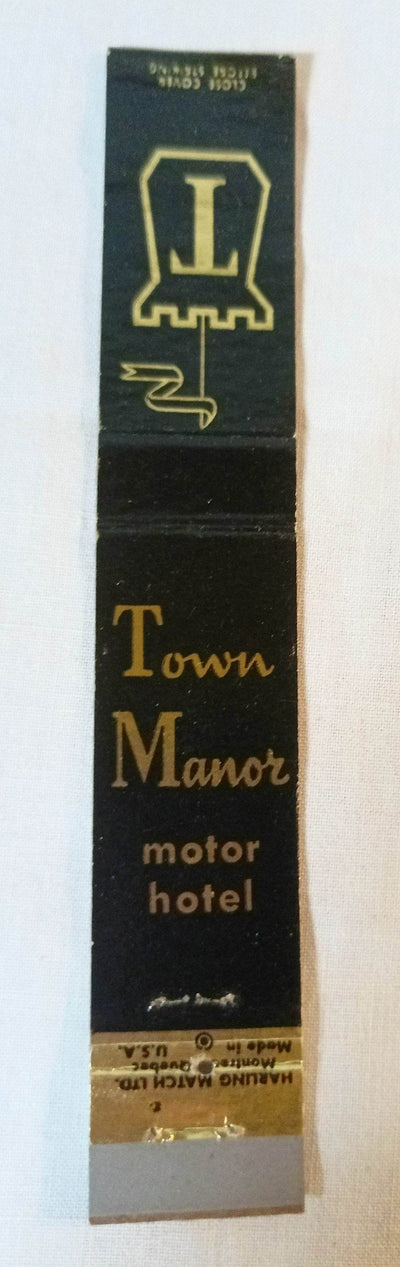 CLOSE COVER
BEFORE STRIKING
T
Town
Manor
motor
hotel
HARLING MATCH LTD.
Montreal Quebec
Made in U.S.A.